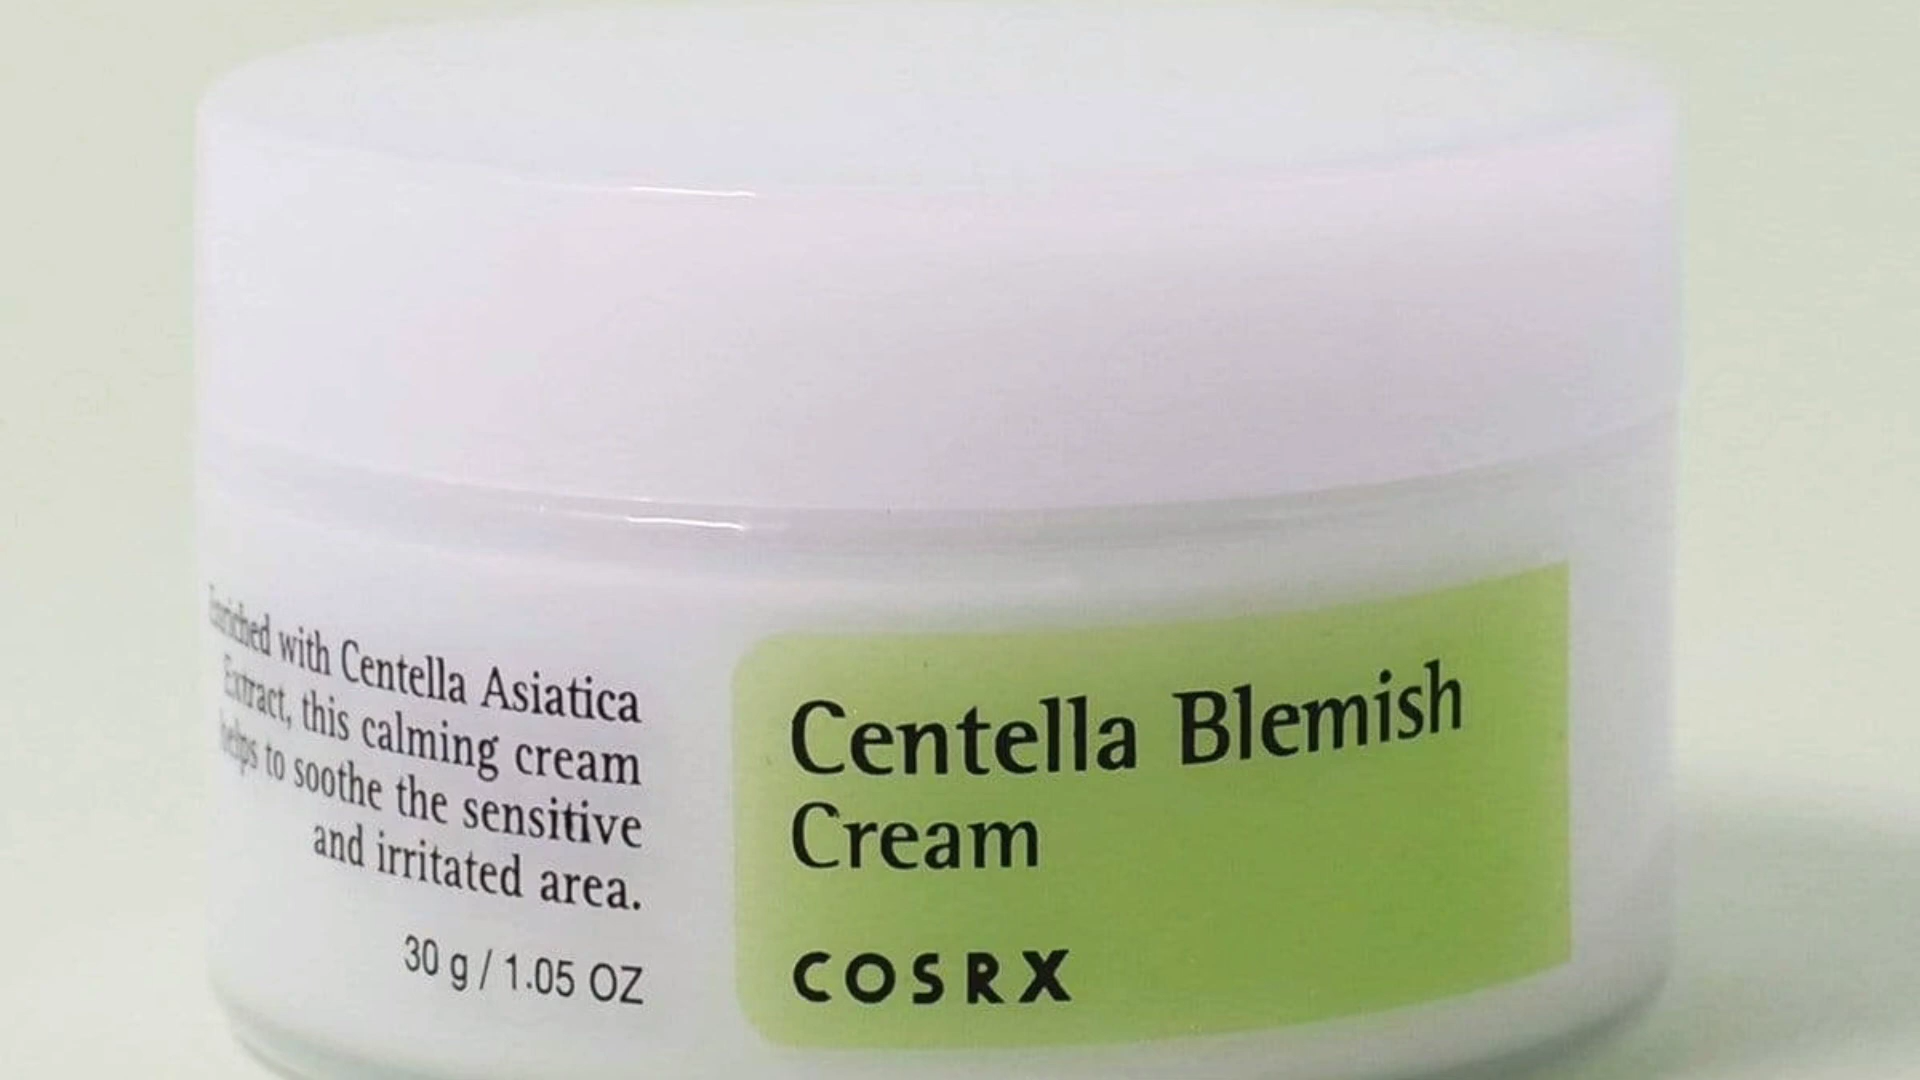 Enriched with Centella Asiatica
Extract, this calming cream
helps to soothe the sensitive
and irritated area.
30 g / 1.05 OZ
Centella Blemish
Cream
COSRX